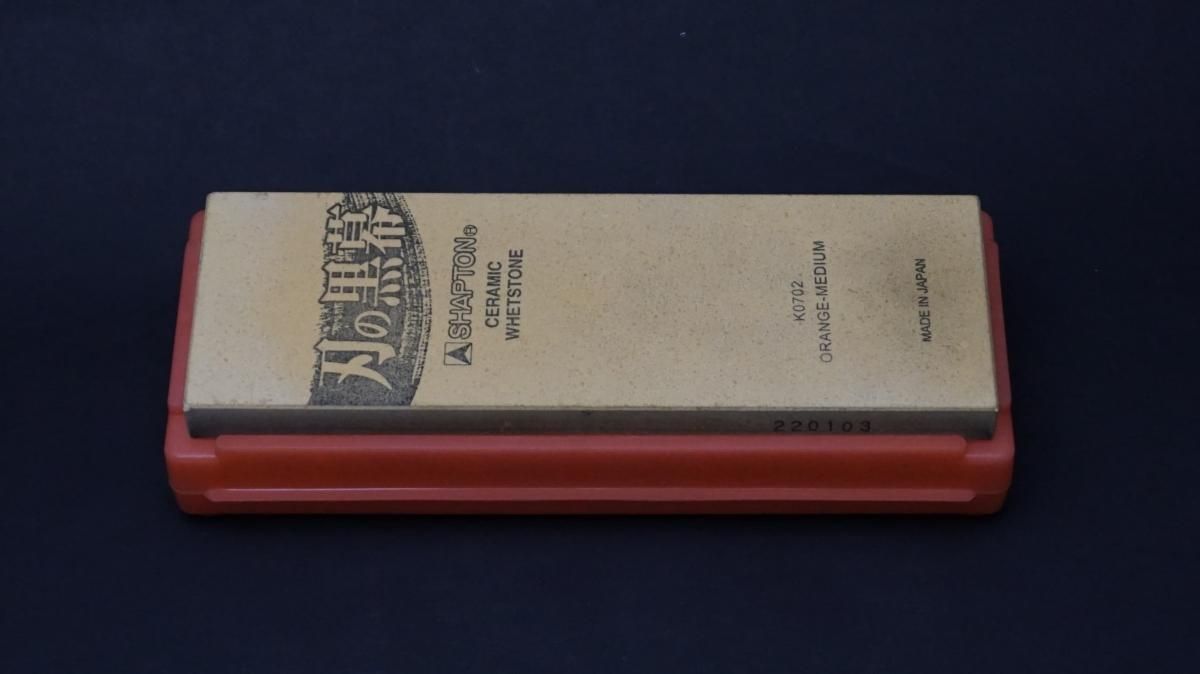 刃の黒幕
SHAPTON®
CERAMIC
WHETSTONE
K0702
ORANGE-MEDIUM
MADE IN JAPAN
220103